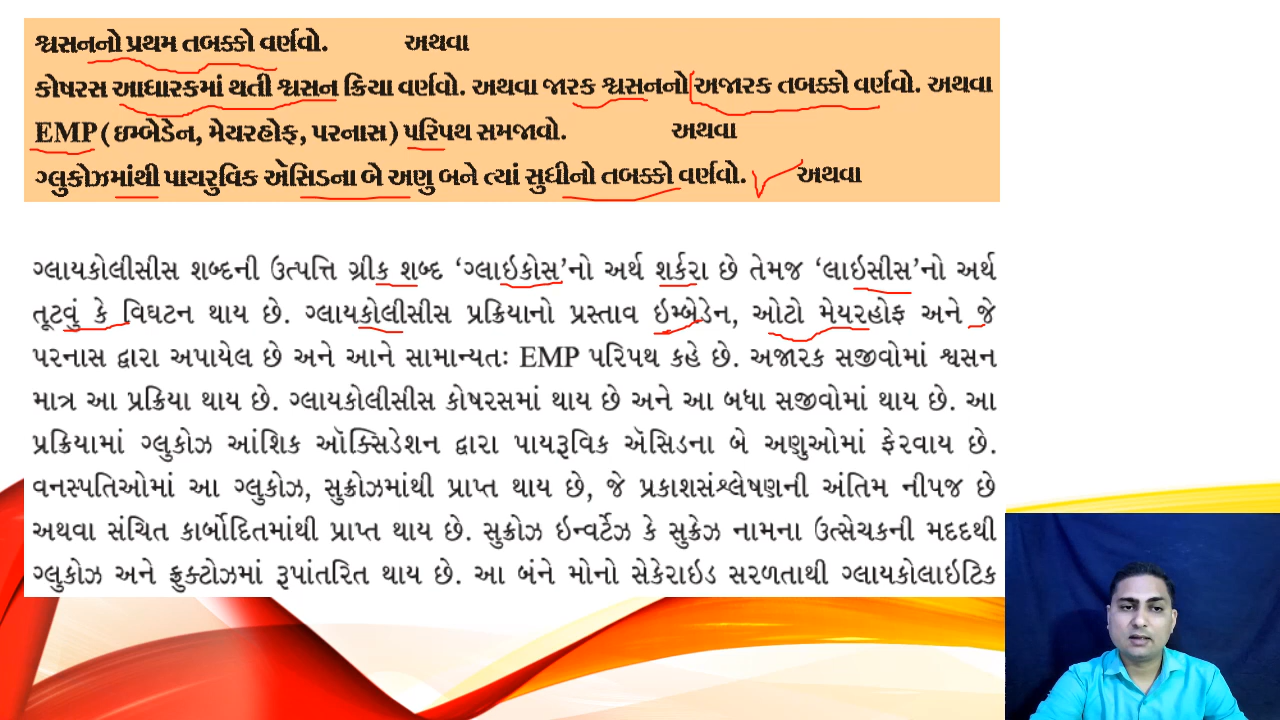 શ્વસનનો પ્રથમ તબક્કો વર્ણવો. અથવા
કોષરસ આધારકમાં થતી શ્વસન ક્રિયા વર્ણવો. અથવા જારક શ્વસનનો અજારક તબક્કો વર્ણવો. અથવા
EMP (ઇમ્બેડેન, મેયરહોફ, પરનાસ) પરિપથ સમજાવો. અથવા
ગ્લુકોઝમાંથી પાયરુવિક ઍસિડના બે અણુ બને ત્યાં સુધીનો તબક્કો વર્ણવો. અથવા
ગ્લાયકોલીસીસ શબ્દની ઉત્પત્તિ ગ્રીક શબ્દ ‘ગ્લાઇકોસ’નો અર્થ શર્કરા છે તેમજ ‘લાઇસીસ’નો અર્થ
તૂટવું કે વિઘટન થાય છે. ગ્લાયકોલીસીસ પ્રક્રિયાનો પ્રસ્તાવ ઇમ્બેડેન, ઓટો મેયરહોફ અને જે
પરનાસ દ્વારા અપાયેલ છે અને આને સામાન્યતઃ EMP પરિપથ કહે છે. અજારક સજીવોમાં શ્વસન
માત્ર આ પ્રક્રિયા થાય છે. ગ્લાયકોલીસીસ કોષરસમાં થાય છે અને આ બધા સજીવોમાં થાય છે. આ
પ્રક્રિયામાં ગ્લુકોઝ આંશિક ઑક્સિડેશન દ્વારા પાયરૂવિક ઍસિડના બે અણુઓમાં ફેરવાય છે.
વનસ્પતિઓમાં આ ગ્લુકોઝ, સુક્રોઝમાંથી પ્રાપ્ત થાય છે, જે પ્રકાશસંશ્લેષણની અંતિમ નીપજ છે
અથવા સંચિત કાર્બોદિતમાંથી પ્રાપ્ત થાય છે. સુક્રોઝ ઇન્વર્ટેઝ કે સુક્રેઝ નામના ઉત્સેચકની મદદથી
ગ્લુકોઝ અને ફ્રુક્ટોઝમાં રૂપાંતરિત થાય છે. આ બંને મોનો સેકેરાઇડ સરળતાથી ગ્લાયકોલાઇટિક